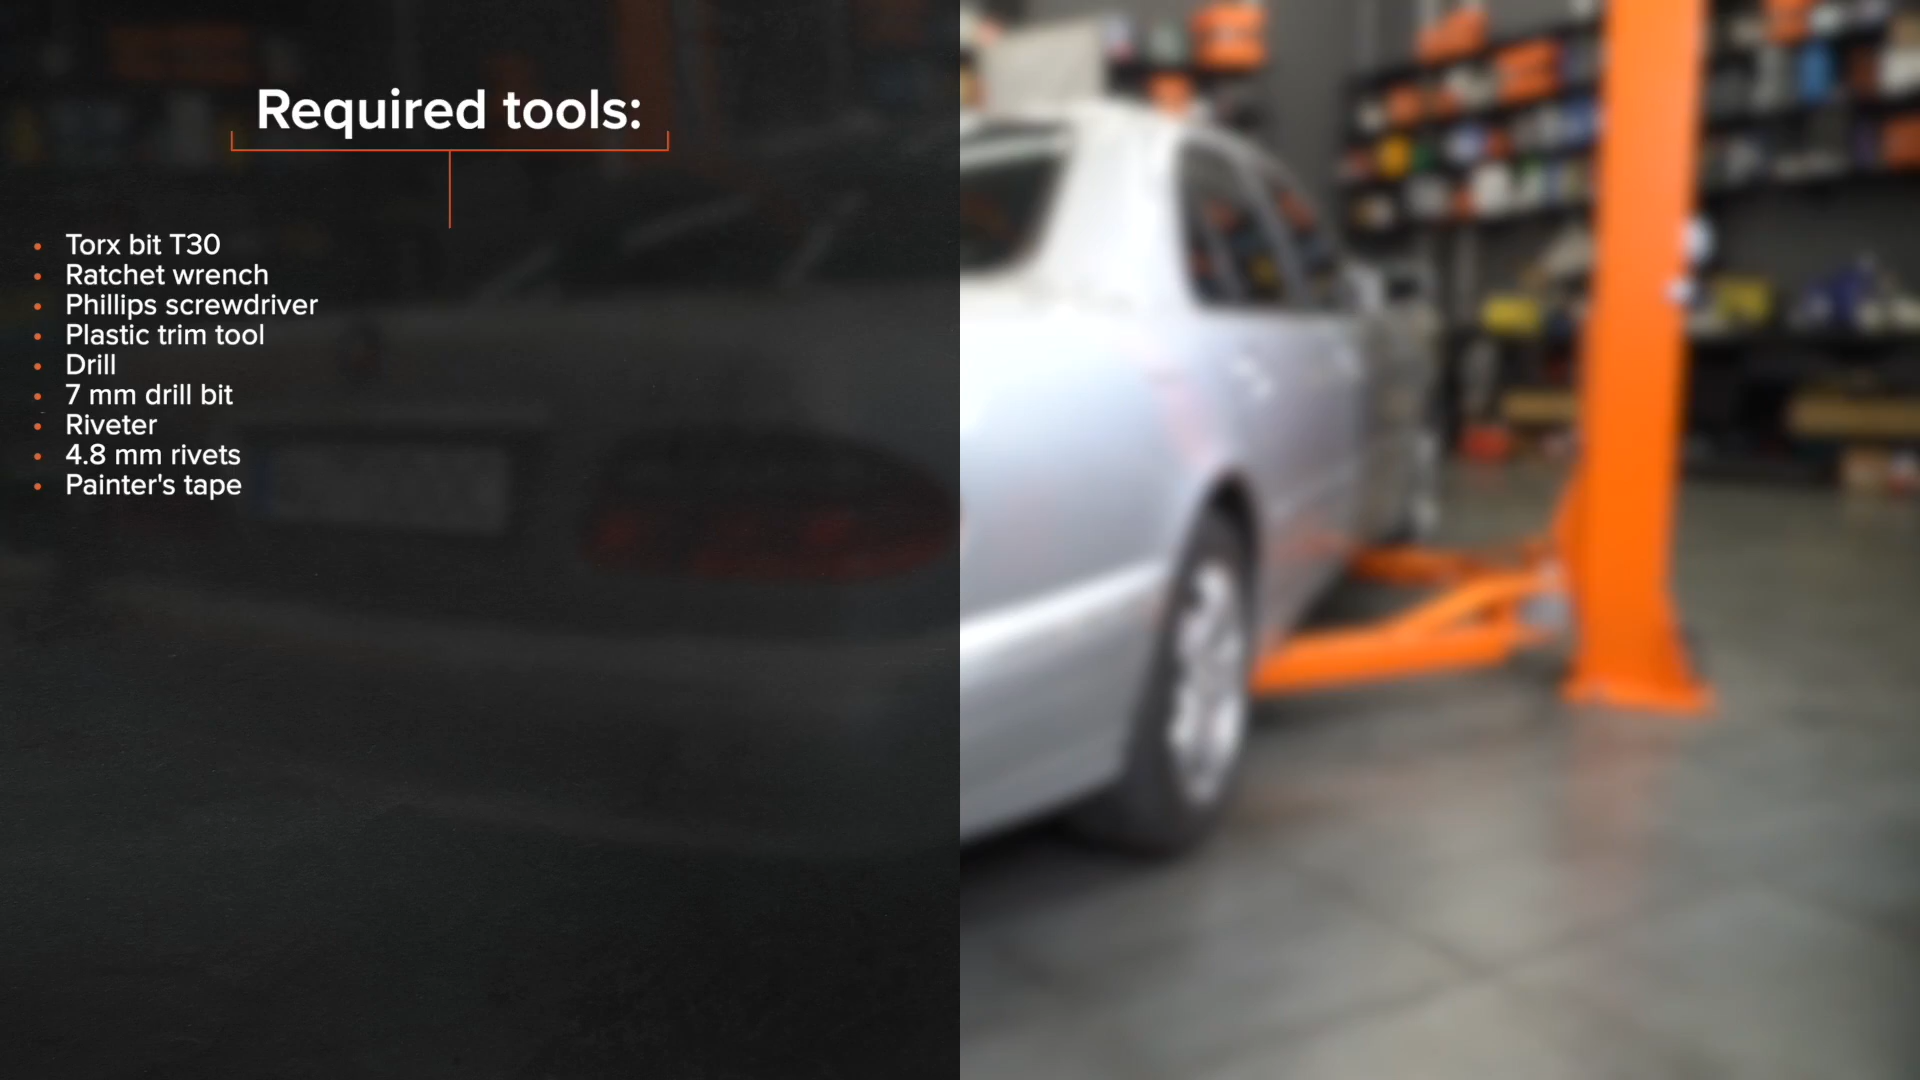 Required tools:
Torx bit T30
Ratchet wrench
Phillips screwdriver
Plastic trim tool
Drill
7 mm drill bit
Riveter
4.8 mm rivets
Painter's tape